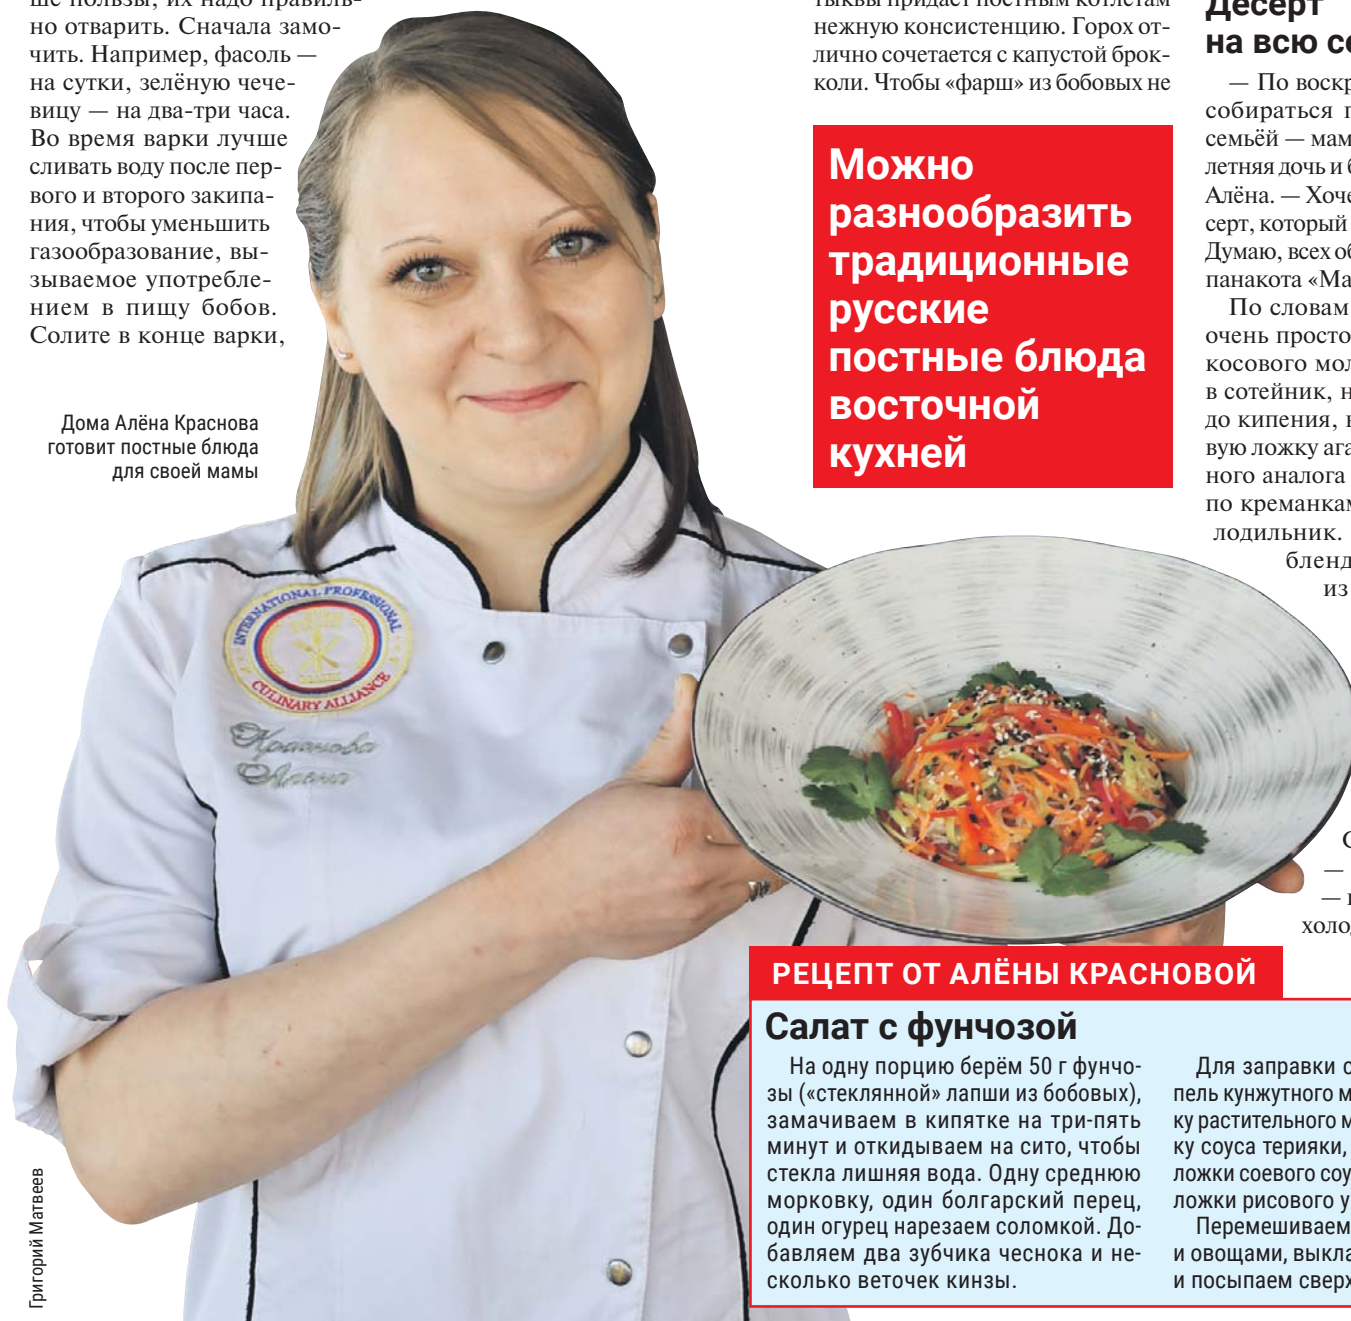 но отварить. Сначала замо-
чить. Например, фасоль —
на сутки, зелёную чече-
вицу — на два-три часа.
Во время варки лучше
сливать воду после пер-
вого и второго закипа-
ния, чтобы уменьшить
газообразование, вы-
зываемое употребле-
нием в пищу бобов.
Солите в конце варки,
Дома Алёна Краснова
готовит постные блюда
для своей мамы
тыквы придает постным котлетам
нежную консистенцию. Горох от-
лично сочетается с капустой брок-
коли. Чтобы «фарш» из бобовых не
Можно
разнообразить
традиционные
русские
постные блюда
восточной
кухней
Десерт
на всю се
— По воскр
собираться п
семьёй — мам
летняя дочь и б
Алёна. — Хоче
серт, который
Думаю, всех об
панакота «Ма
По словам
очень просто
косового мол
в сотейник, н
до кипения, в
вую ложку ага
ного аналога
по креманкам
лодильник.
бленд
из
С
—
—
холод
INTERNATIONAL PROFESSIONAL
CULINARY ALLIANCE
Краснова
Алена
РЕЦЕПТ ОТ АЛЁНЫ КРАСНОВОЙ
Салат с фунчозой
На одну порцию берём 50 г фунчо-
зы («стеклянной» лапши из бобовых),
замачиваем в кипятке на три-пять
минут и откидываем на сито, чтобы
стекла лишняя вода. Одну среднюю
морковку, один болгарский перец,
один огурец нарезаем соломкой. До-
бавляем два зубчика чеснока и не-
сколько веточек кинзы.
Для заправки с
пель кунжутного м
ку растительного м
ку соуса терияки,
ложки соевого соу
ложки рисового у
Перемешиваем
и овощами, выкла
и посыпаем сверх
Григорий Матвеев